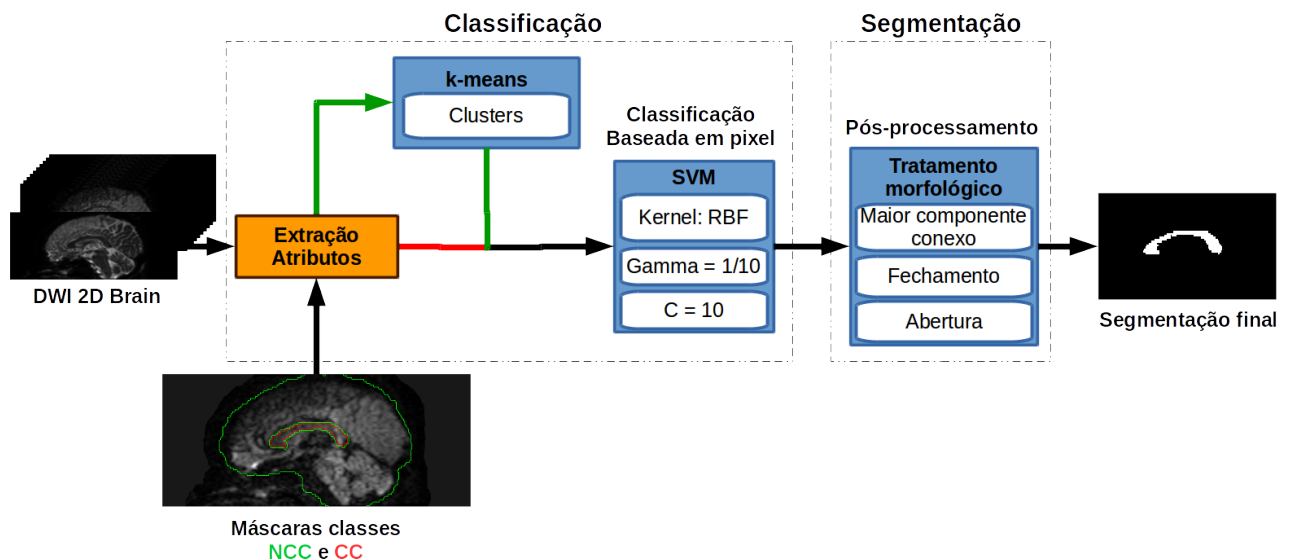 Classificação
Segmentação
k-means
Clusters
Classificação
Baseada em pixel
Pós-processamento
SVM
Kernel: RBF
Gamma = 1/10
C = 10
Tratamento
morfológico
Maior componente
conexo
Fechamento
Abertura
Extração
Atributos
DWI 2D Brain
Segmentação final
Máscaras classes
NCC e CC